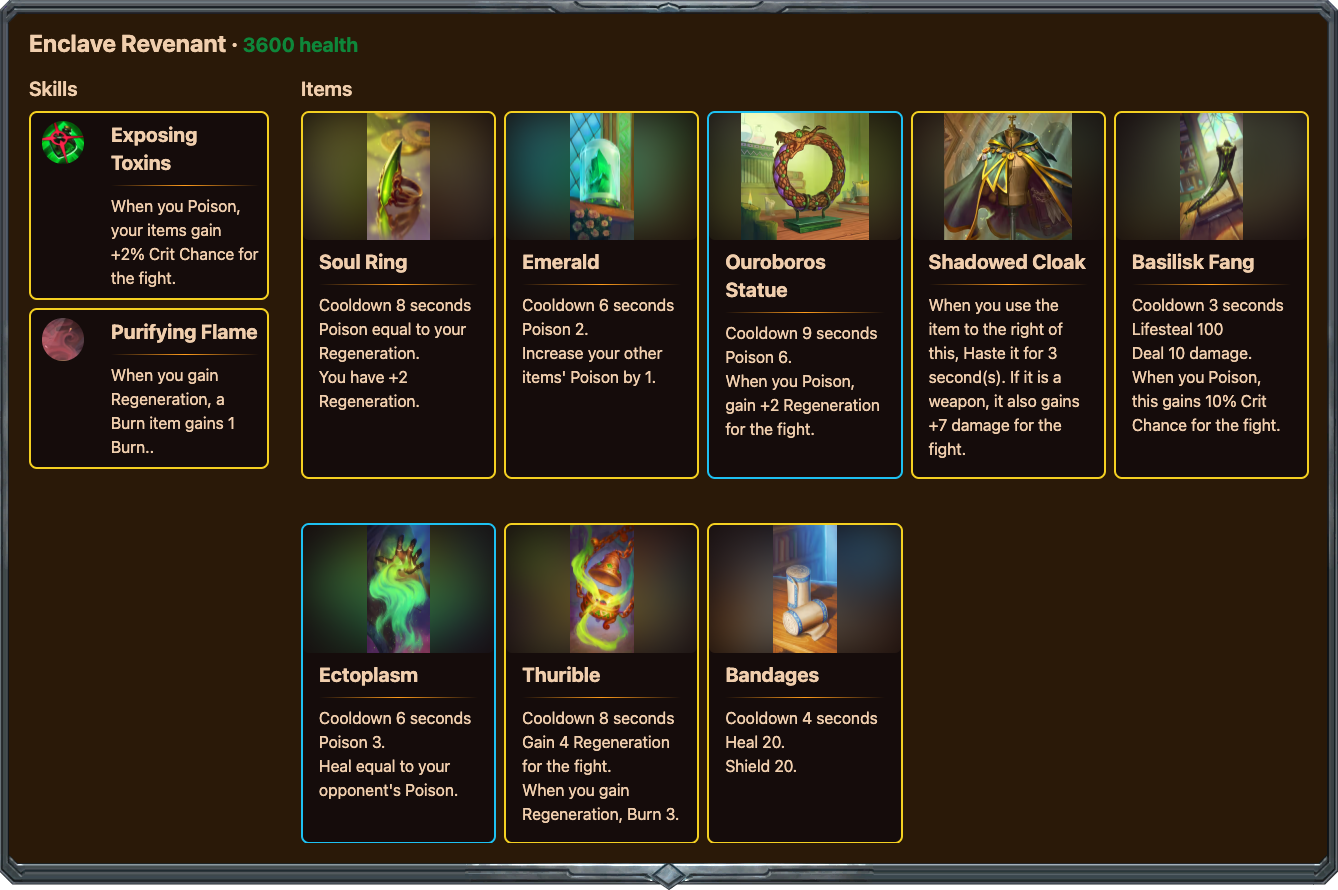 Enclave Revenant · 3600 health
Skills
Exposing
Toxins
When you Poison,
your items gain
+2% Crit Chance for
the fight.
Purifying Flame
When you gain
Regeneration, a
Burn item gains 1
Burn..
Items
Soul Ring
Cooldown 8 seconds
Poison equal to your
Regeneration.
You have +2
Regeneration.
Emerald
Cooldown 6 seconds
Poison 2.
Increase your other
items' Poison by 1.
Ouroboros
Statue
Cooldown 9 seconds
Poison 6.
When you Poison,
gain +2 Regeneration
for the fight.
Shadowed Cloak
When you use the
item to the right of
this, Haste it for 3
second(s). If it is a
weapon, it also gains
+7 damage for the
fight.
Basilisk Fang
Cooldown 3 seconds
Lifesteal 100
Deal 10 damage.
When you Poison,
this gains 10% Crit
Chance for the fight.
Ectoplasm
Cooldown 6 seconds
Poison 3.
Heal equal to your
opponent's Poison.
Thurible
Cooldown 8 seconds
Gain 4 Regeneration
for the fight.
When you gain
Regeneration, Burn 3.
Bandages
Cooldown 4 seconds
Heal 20.
Shield 20.